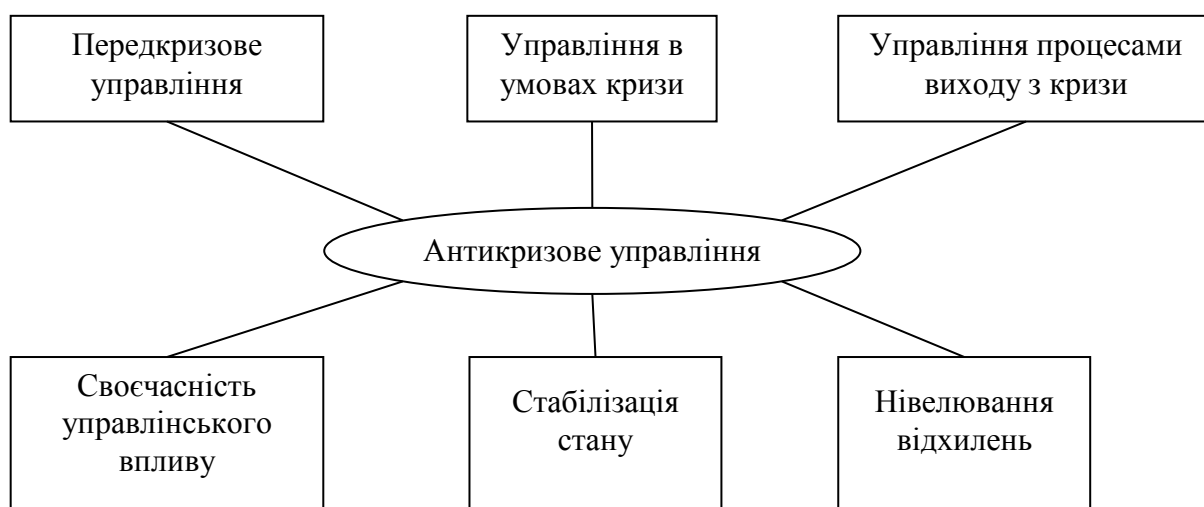 Передкризове
управління
Управління в
умовах кризи
Управління процесами
виходу з кризи
Антикризове управління
Своєчасність
управлінського
впливу
Стабілізація
стану
Нівелювання
відхилень